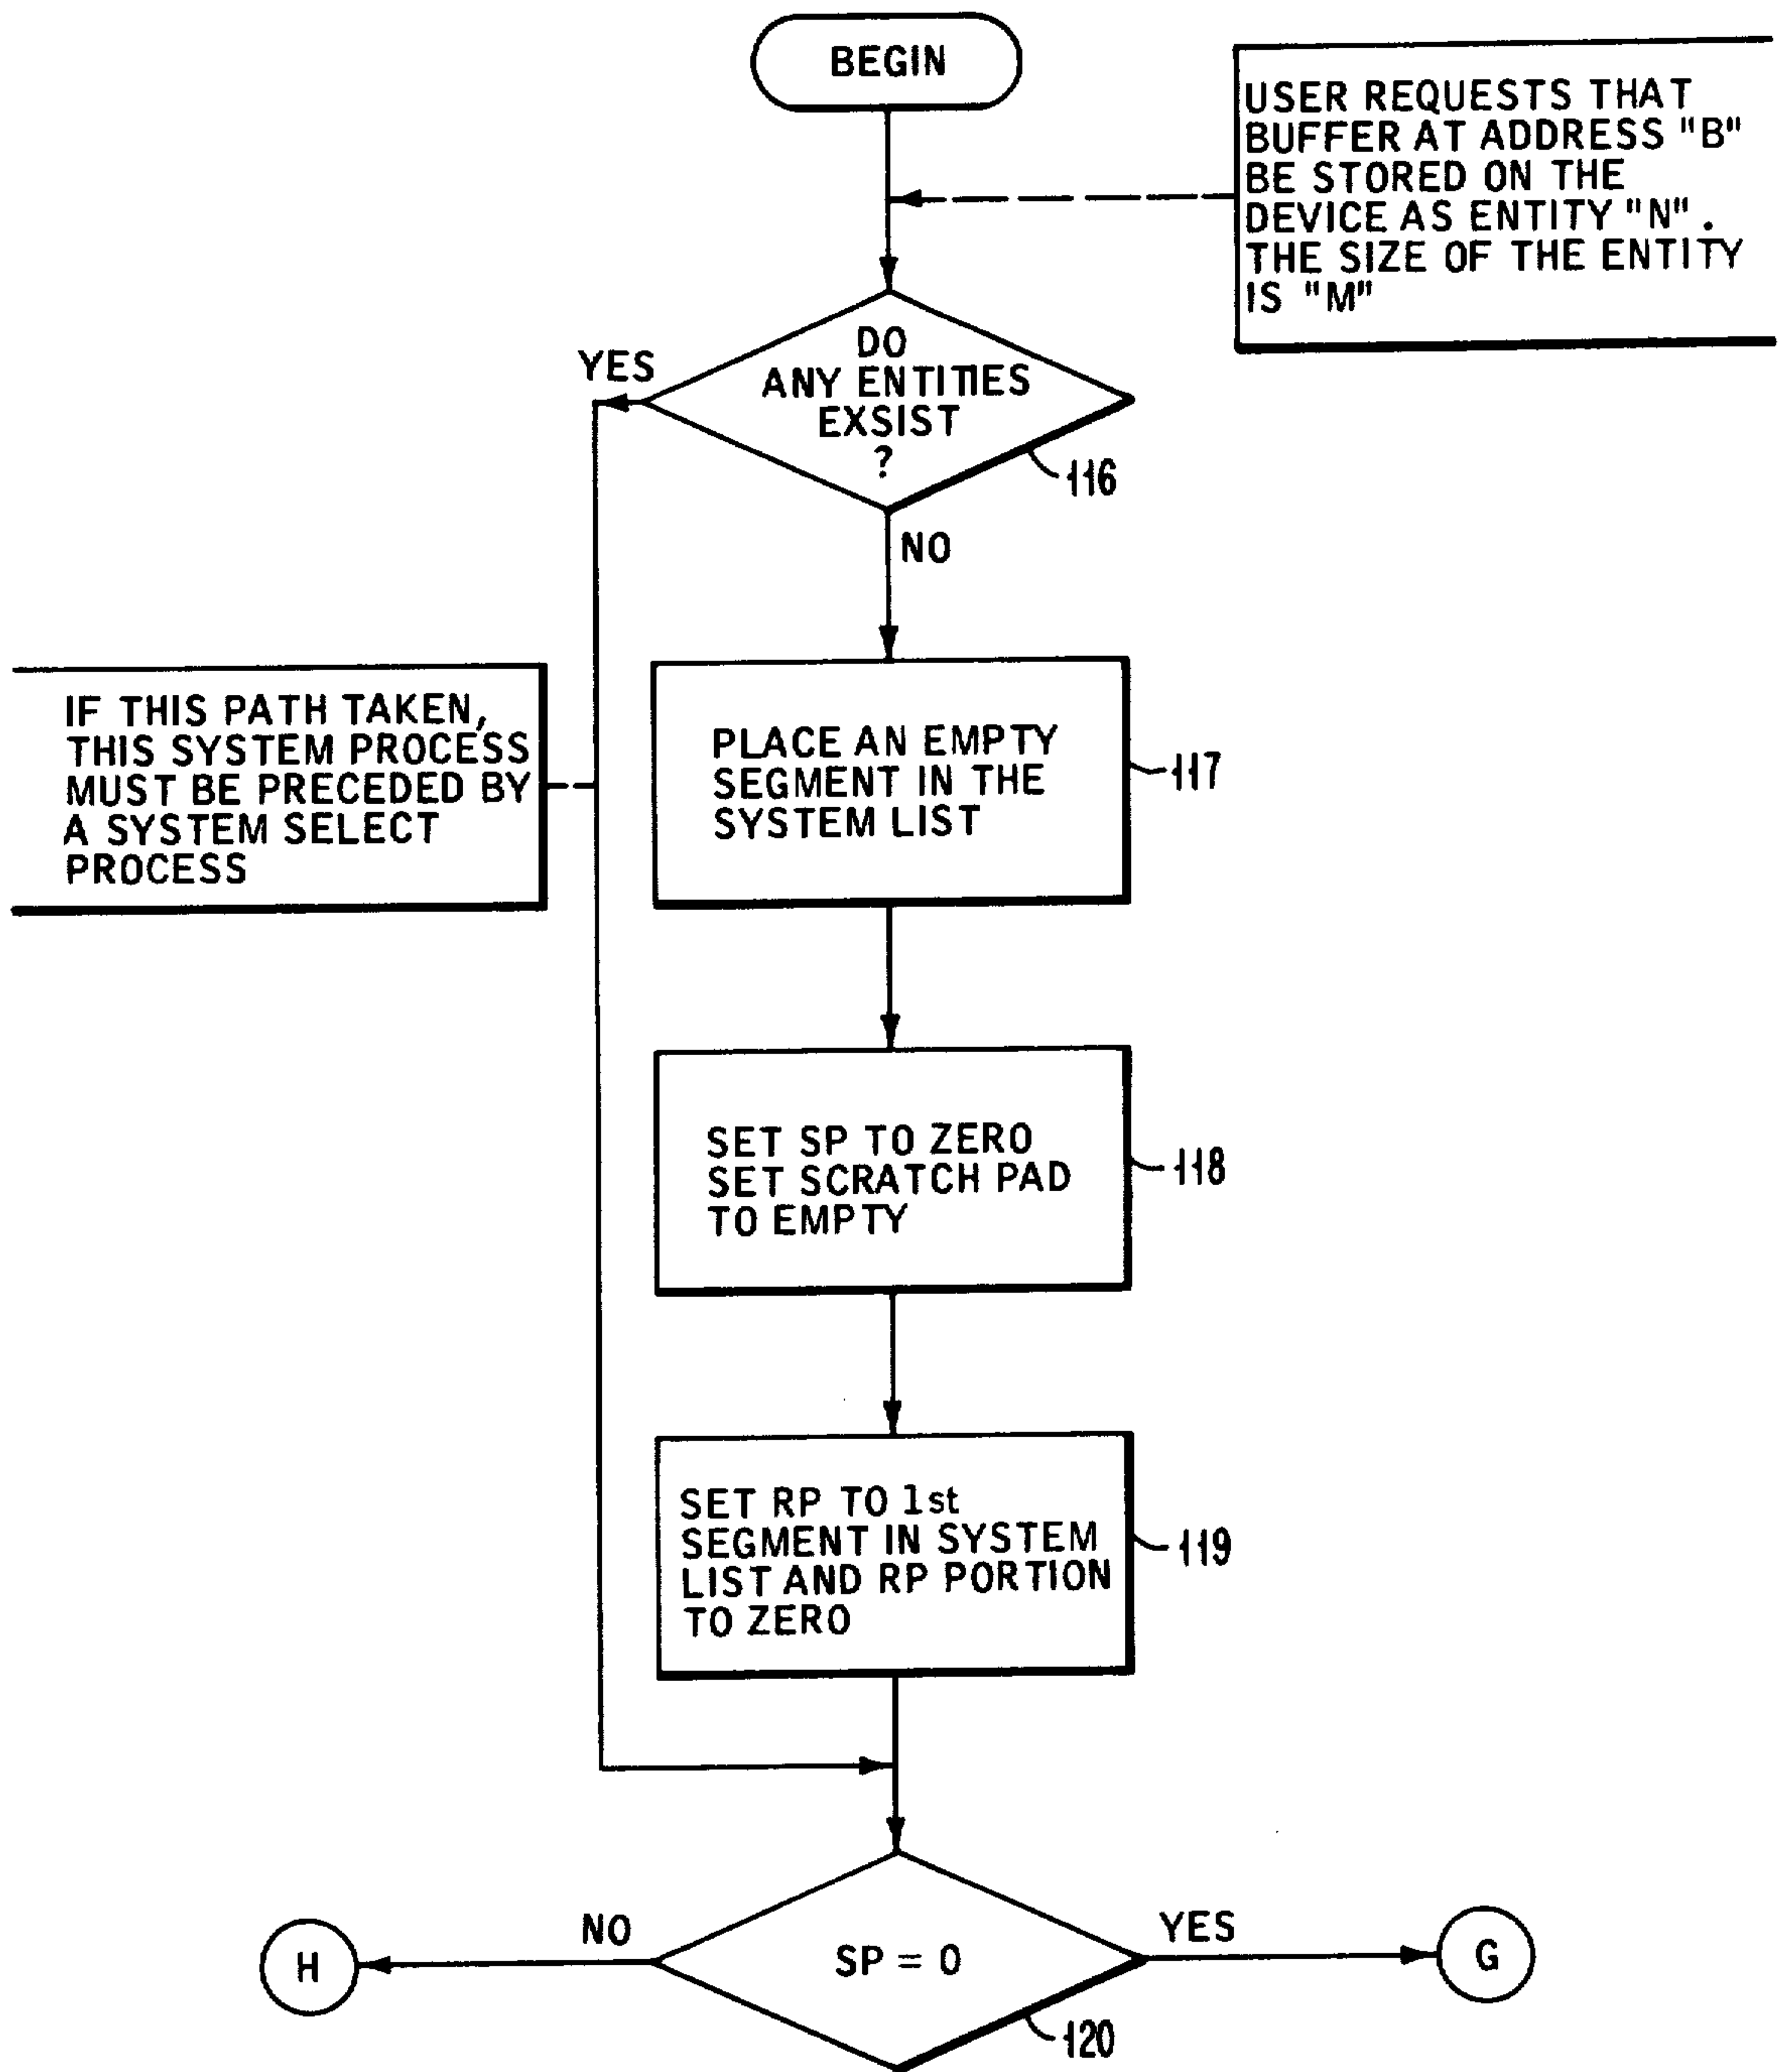 BEGIN
USER REQUESTS THAT
BUFFER AT ADDRESS "B"
BE STORED ON THE
DEVICE AS ENTITY "N".
THE SIZE OF THE ENTITY
IS "M"
DO
ANY ENTITIES
EXSIST
?
YES
116
NO
IF THIS PATH TAKEN,
THIS SYSTEM PROCESS
MUST BE PRECEDED BY
A SYSTEM SELECT
PROCESS
PLACE AN EMPTY
SEGMENT IN THE
SYSTEM LIST
117
SET SP TO ZERO
SET SCRATCH PAD
TO EMPTY
118
SET RP TO 1st
SEGMENT IN SYSTEM
LIST AND RP PORTION
TO ZERO
119
H
NO
SP = 0
YES
G
120